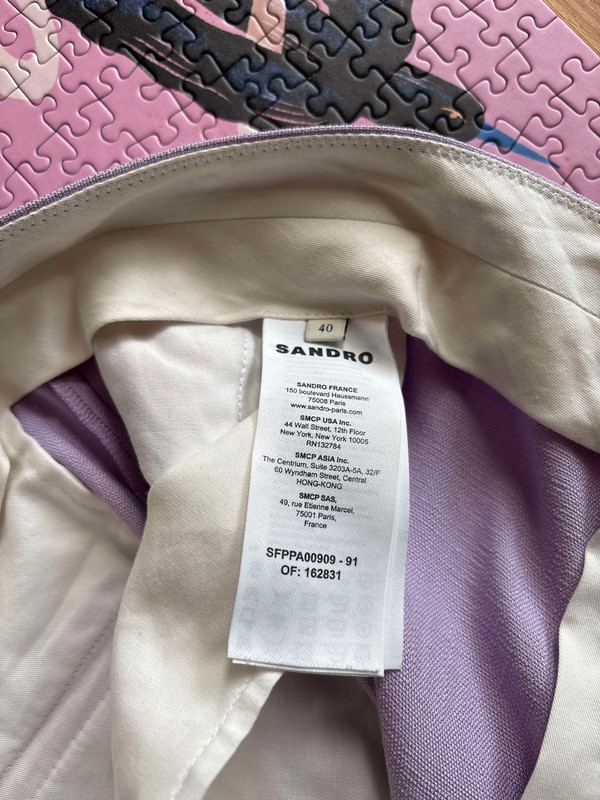 40
SANDRO
SANDRO FRANCE
150 boulevard Haussmann
75008 Paris
www.sandro-paris.com
SMCP USA Inc.
44 Wall Street, 12th Floor
New York, New York 10005
RN132784
SMCP ASIA Inc.
The Centrium, Suite 3203A-5A, 32/F
60 Wyndham Street, Central
HONG-KONG
SMCP SAS,
49, rue Etienne Marcel,
75001 Paris,
France
SFPPA00909 - 91
OF: 162831